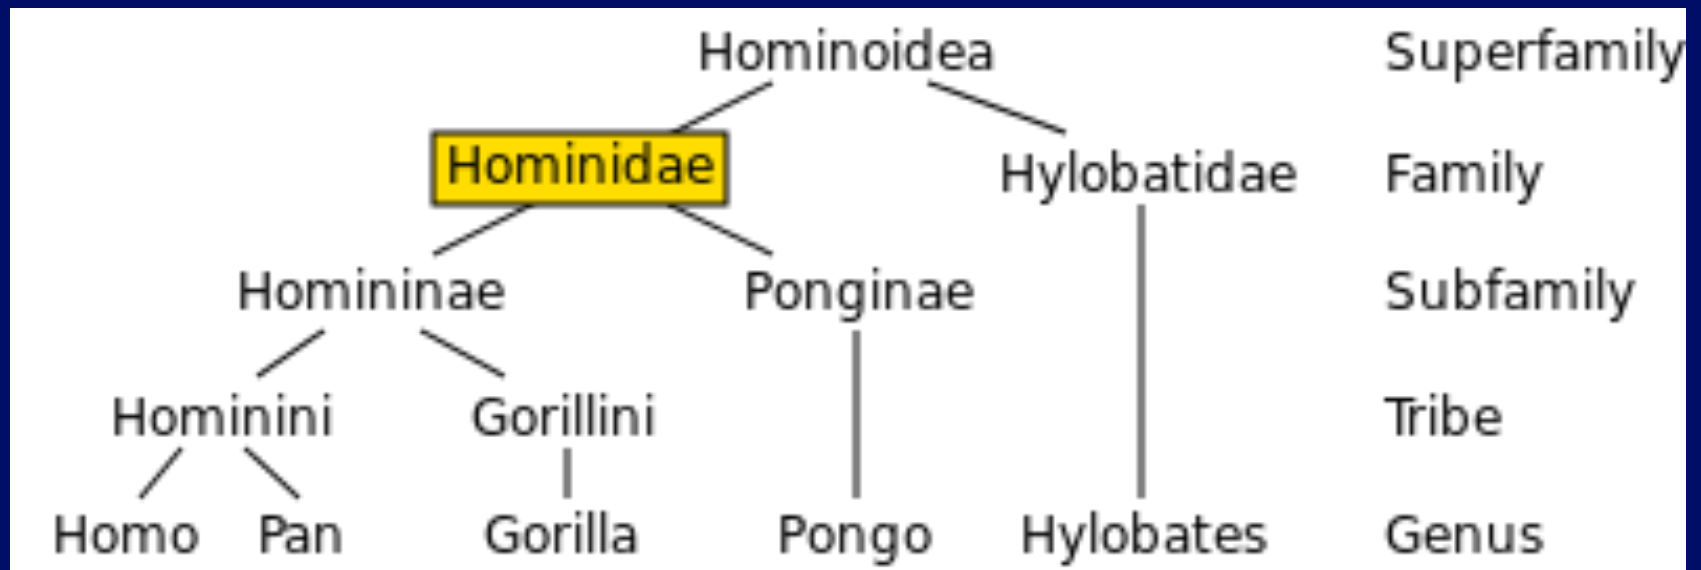 Hominoidea Superfamily
Hominidae Hylobatidae Family
Homininae Ponginae Subfamily
Hominini Gorillini Tribe
Homo Pan Gorilla Pongo Hylobates Genus